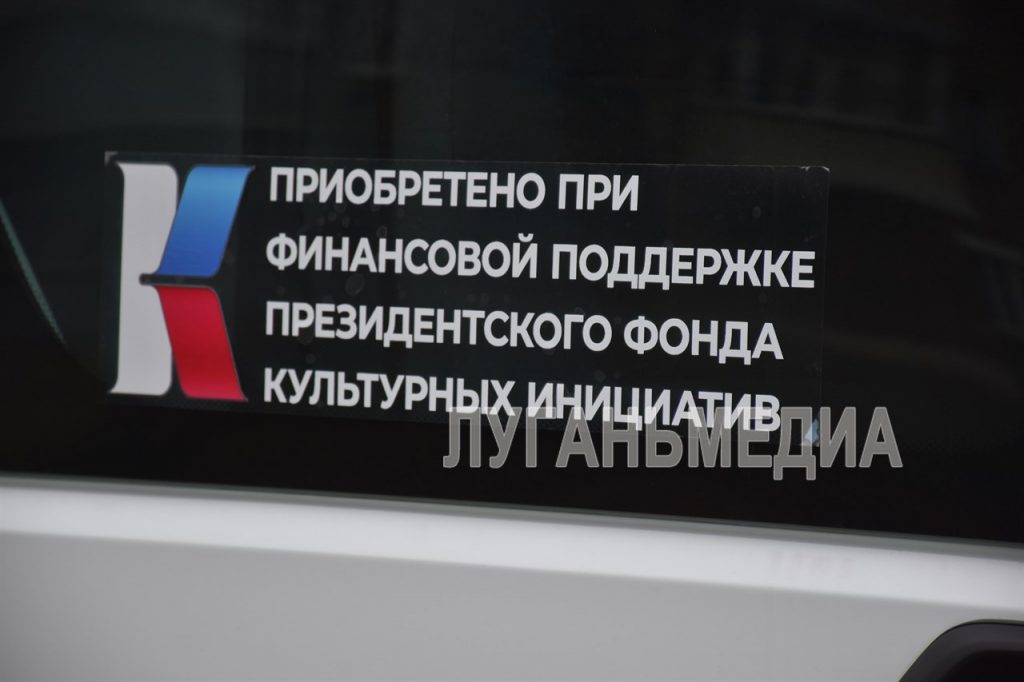 ПРИОБРЕТЕНО ПРИ
ФИНАНСОВОЙ ПОДДЕРЖКЕ
ПРЕЗИДЕНТСКОГО ФОНДА
КУЛЬТУРНЫХ ИНИЦИАТИВ
ЛУГАНЬМЕДИА